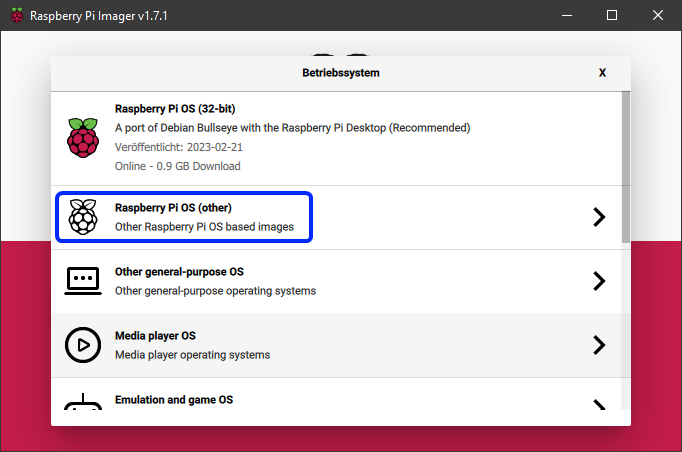 Raspberry Pi Imager v1.7.1
Betriebssystem
X
Raspberry Pi OS (32-bit)
A port of Debian Bullseye with the Raspberry Pi Desktop (Recommended)
Veröffentlicht: 2023-02-21
Online - 0.9 GB Download
Raspberry Pi OS (other)
Other Raspberry Pi OS based images
Other general-purpose OS
Other general-purpose operating systems
Media player OS
Media player operating systems
Emulation and game OS